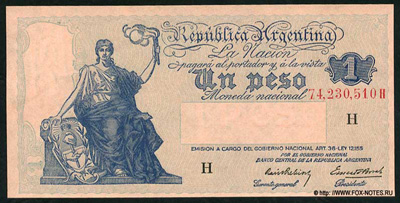 República Argentina
La Nación
pagará al portador y a la vista
Un peso
1
Moneda nacional
74,230,510 H
H
H
EMISION A CARGO DEL GOBIERNO NACIONAL ART. 36-LEY 12155
POR EL GOBIERNO NACIONAL
BANCO CENTRAL DE LA REPUBLICA ARGENTINA
Gerente general
Presidente
© www.FOX-NOTES.ru